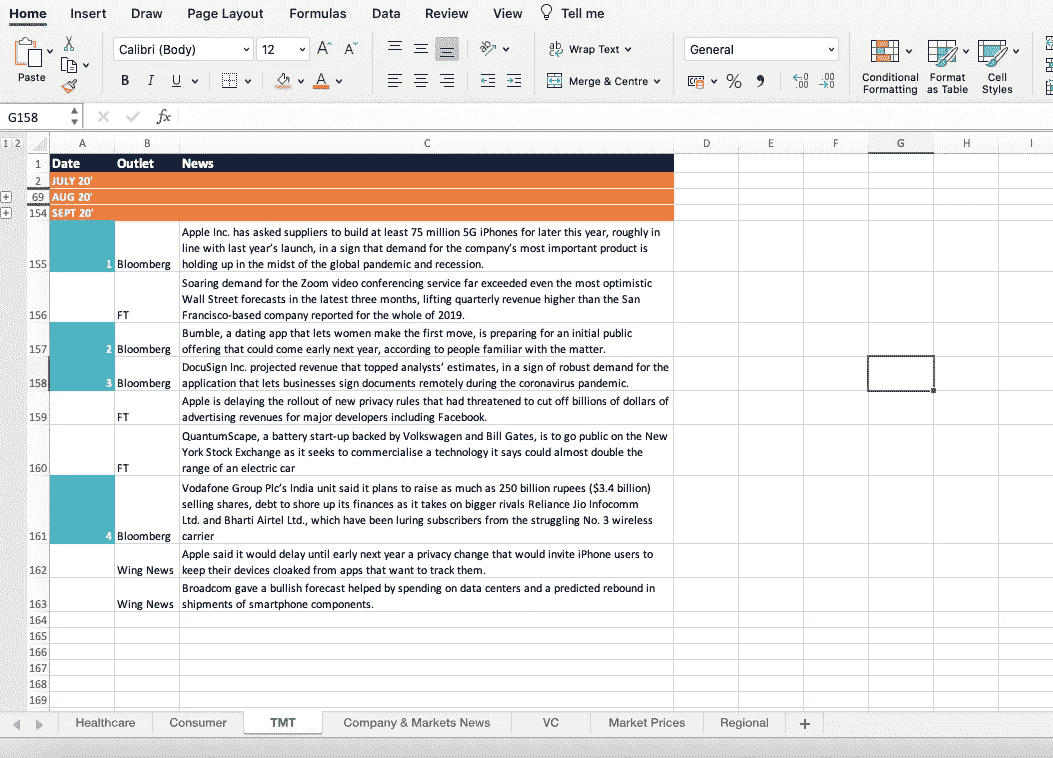 Home Insert Draw Page Layout Formulas Data Review View Tell me
Calibri (Body) 12 A A ab Wrap Text General
Paste B I U A Merge & Centre % Conditional Formatting Format as Table Cell Styles
G158 fx
1 2 A B C D E F G H I
1 Date Outlet News
2 JULY 20'
69 AUG 20'
154 SEPT 20'
Apple Inc. has asked suppliers to build at least 75 million 5G iPhones for later this year, roughly in
line with last year's launch, in a sign that demand for the company's most important product is
155 1 Bloomberg holding up in the midst of the global pandemic and recession.
Soaring demand for the Zoom video conferencing service far exceeded even the most optimistic
Wall Street forecasts in the latest three months, lifting quarterly revenue higher than the San
156 FT Francisco-based company reported for the whole of 2019.
Bumble, a dating app that lets women make the first move, is preparing for an initial public
157 2 Bloomberg offering that could come early next year, according to people familiar with the matter.
DocuSign Inc. projected revenue that topped analysts' estimates, in a sign of robust demand for the
158 3 Bloomberg application that lets businesses sign documents remotely during the coronavirus pandemic.
Apple is delaying the rollout of new privacy rules that had threatened to cut off billions of dollars of
159 FT advertising revenues for major developers including Facebook.
QuantumScape, a battery start-up backed by Volkswagen and Bill Gates, is to go public on the New
York Stock Exchange as it seeks to commercialise a technology it says could almost double the
160 FT range of an electric car
Vodafone Group Plc's India unit said it plans to raise as much as 250 billion rupees ($3.4 billion)
selling shares, debt to shore up its finances as it takes on bigger rivals Reliance Jio Infocomm
Ltd. and Bharti Airtel Ltd., which have been luring subscribers from the struggling No. 3 wireless
161 4 Bloomberg carrier
Apple said it would delay until early next year a privacy change that would invite iPhone users to
162 Wing News keep their devices cloaked from apps that want to track them.
Broadcom gave a bullish forecast helped by spending on data centers and a predicted rebound in
163 Wing News shipments of smartphone components.
164
165
166
167
168
169
Healthcare Consumer TMT Company & Markets News VC Market Prices Regional +